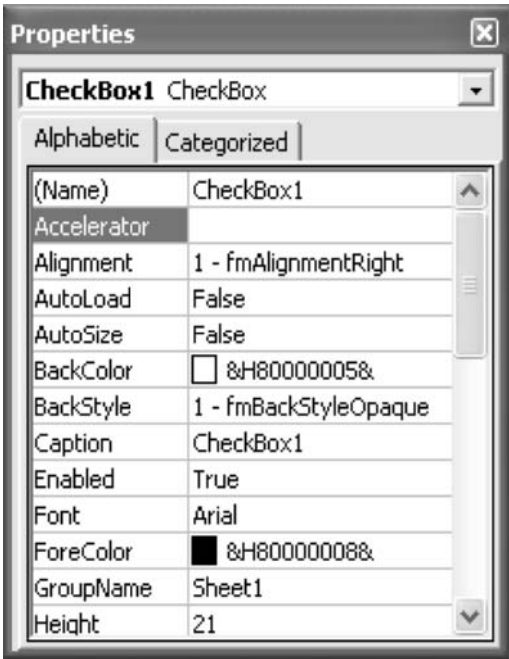 Properties
CheckBox1 CheckBox
Alphabetic Categorized
(Name) CheckBox1
Accelerator
Alignment 1 - fmAlignmentRight
AutoLoad False
AutoSize False
BackColor &H80000005&
BackStyle 1 - fmBackStyleOpaque
Caption CheckBox1
Enabled True
Font Arial
ForeColor &H80000008&
GroupName Sheet1
Height 21